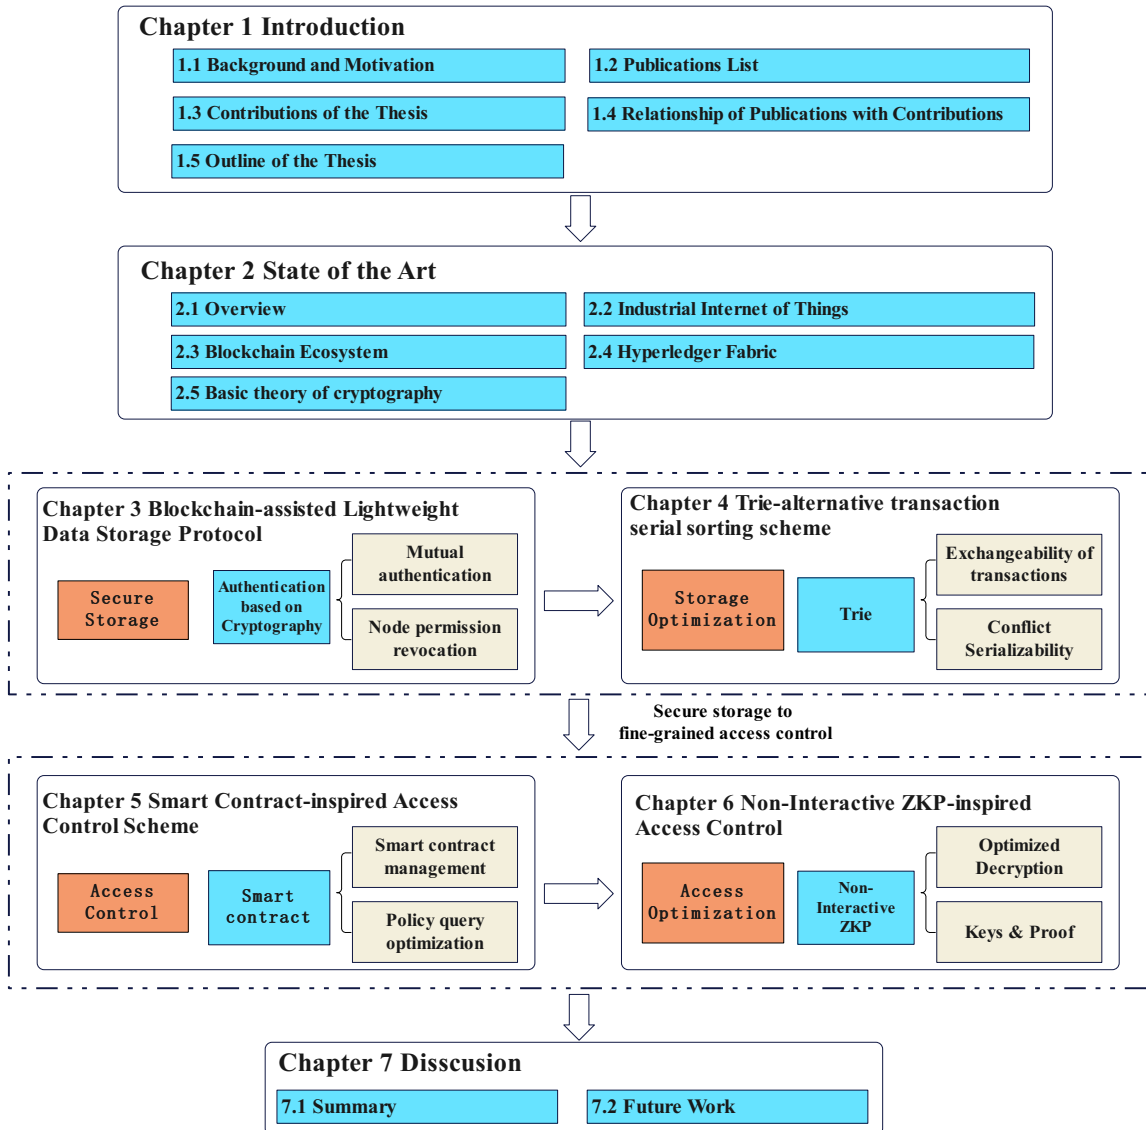 Chapter 1 Introduction
1.1 Background and Motivation
1.2 Publications List
1.3 Contributions of the Thesis
1.4 Relationship of Publications with Contributions
1.5 Outline of the Thesis
Chapter 2 State of the Art
2.1 Overview
2.2 Industrial Internet of Things
2.3 Blockchain Ecosystem
2.4 Hyperledger Fabric
2.5 Basic theory of cryptography
Chapter 3 Blockchain-assisted Lightweight
Data Storage Protocol
Secure
Storage
Authentication
based on
Cryptography
Mutual
authentication
Node permission
revocation
Chapter 4 Trie-alternative transaction
serial sorting scheme
Storage
Optimization
Trie
Exchangeability of
transactions
Conflict
Serializability
Secure storage to
fine-grained access control
Chapter 5 Smart Contract-inspired Access
Control Scheme
Access
Control
Smart
contract
Smart contract
management
Policy query
optimization
Chapter 6 Non-Interactive ZKP-inspired
Access Control
Access
Optimization
Non-
Interactive
ZKP
Optimized
Decryption
Keys & Proof
Chapter 7 Disscusion
7.1 Summary
7.2 Future Work